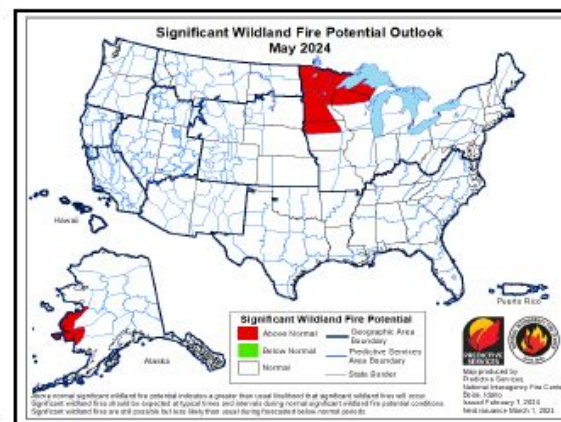 Significant Wildland Fire Potential Outlook
May 2024
Hawaii
Puerto Rico
Alaska
Significant Wildland Fire Potential
Above Normal
Below Normal
Normal
Geographic Area
Boundary
Predictive Services
Area Boundary
State Border
PREDICTIVE
SERVICES
Map produced by
Predictive Services,
National Interagency Fire Center
Boise, Idaho
Issued February 1, 2024
Next issuance March 1, 2024
Above normal significant wildland fire potential indicates a greater than usual likelihood that significant wildland fires will occur.
Significant wildland fires should be expected at typical times and intervals during normal significant wildland fire potential conditions.
Significant wildland fires are still possible but less likely than usual during forecasted below normal periods.